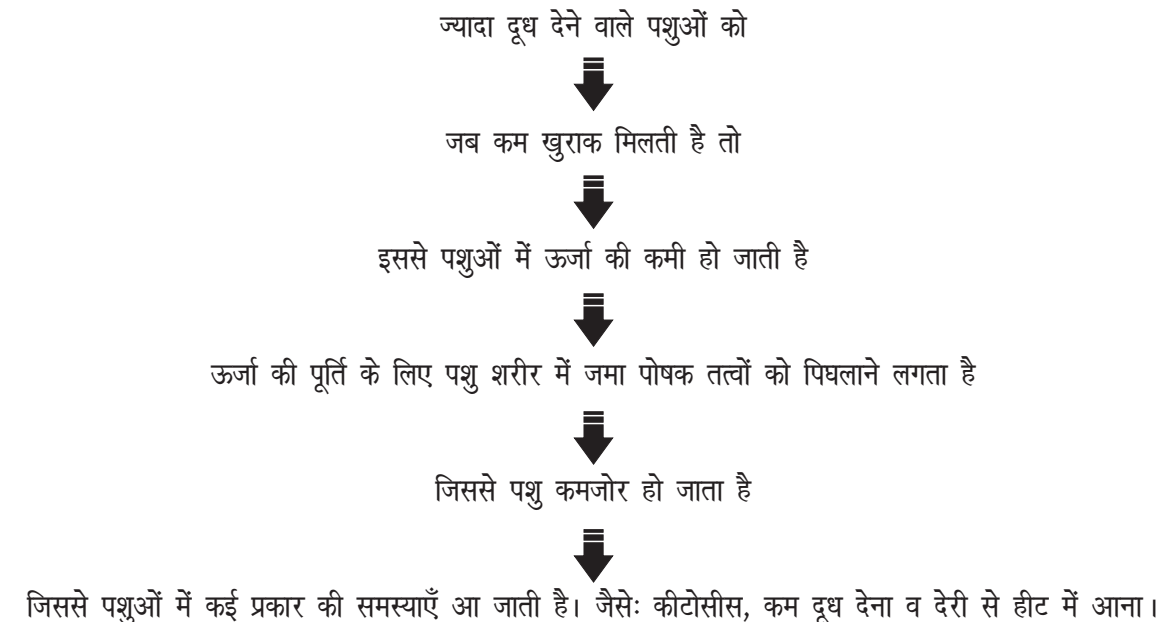 ज्यादा दूध देने वाले पशुओं को
जब कम खुराक मिलती है तो
इससे पशुओं में ऊर्जा की कमी हो जाती है
ऊर्जा की पूर्ति के लिए पशु शरीर में जमा पोषक तत्वों को पिघलाने लगता है
जिससे पशु कमजोर हो जाता है
जिससे पशुओं में कई प्रकार की समस्याएँ आ जाती है। जैसेः कीटोसीस, कम दूध देना व देरी से हीट में आना।